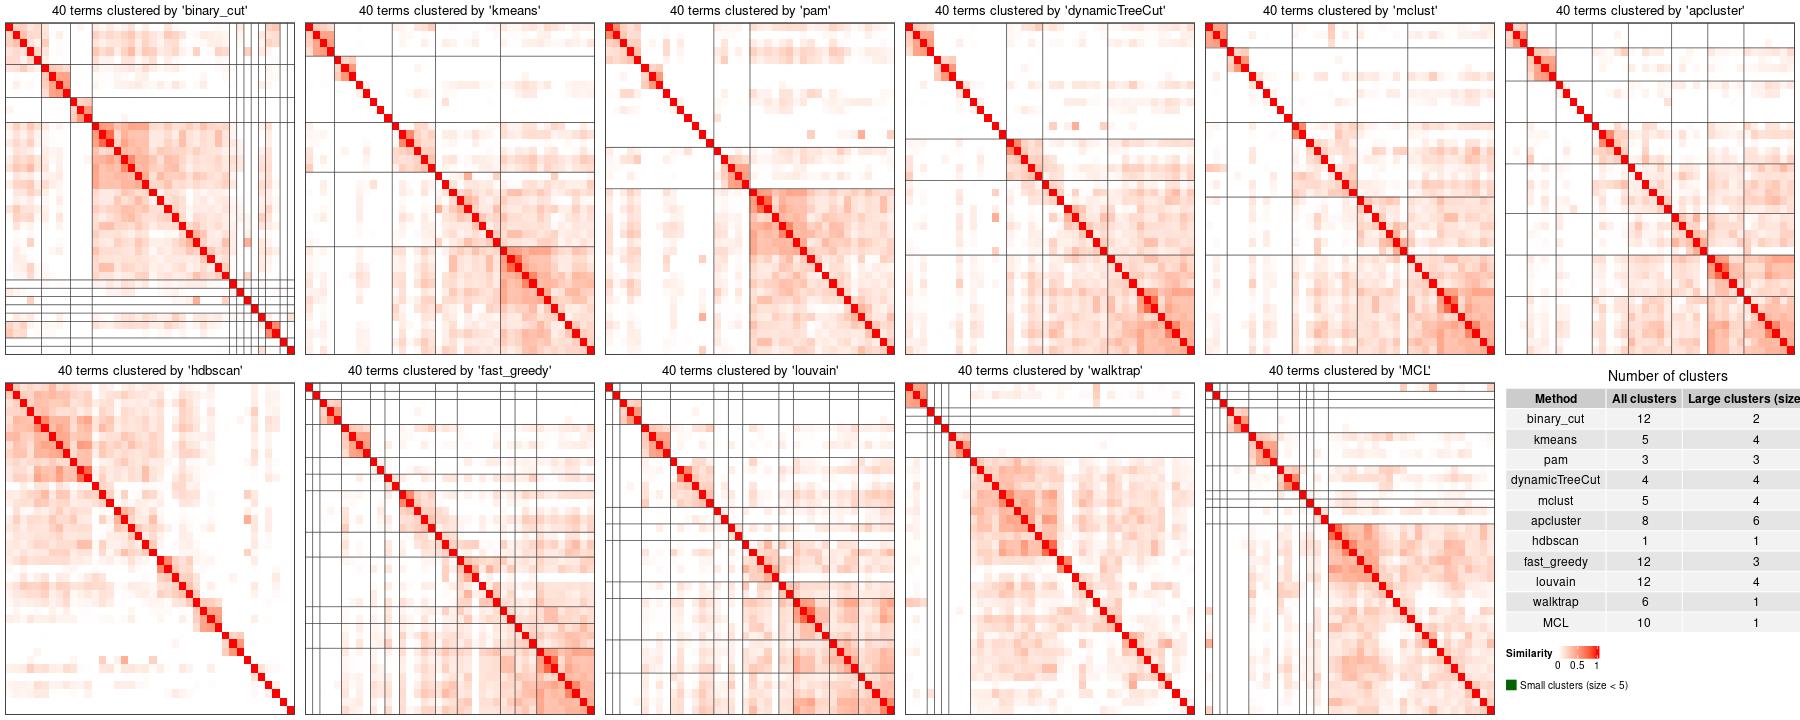 40 terms clustered by 'binary_cut'
40 terms clustered by 'kmeans'
40 terms clustered by 'pam'
40 terms clustered by 'dynamicTreeCut'
40 terms clustered by 'mclust'
40 terms clustered by 'apcluster'
40 terms clustered by 'hdbscan'
40 terms clustered by 'fast_greedy'
40 terms clustered by 'louvain'
40 terms clustered by 'walktrap'
40 terms clustered by 'MCL'
Number of clusters
Method All clusters Large clusters (size
binary_cut 12 2
kmeans 5 4
pam 3 3
dynamicTreeCut 4 4
mclust 5 4
apcluster 8 6
hdbscan 1 1
fast_greedy 12 3
louvain 12 4
walktrap 6 1
MCL 10 1
Similarity
0 0.5 1
Small clusters (size < 5)